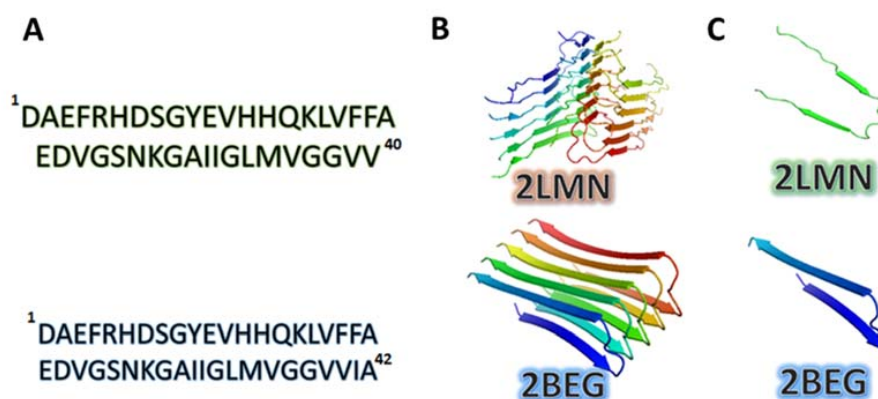 A
B
C
1DAEFRHDSGYEVHHQKLVFFA
EDVGSNKGAIIGLMVGGVV40
2LMN
2LMN
1DAEFRHDSGYEVHHQKLVFFA
EDVGSNKGAIIGLMVGGVVIA42
2BEG
2BEG